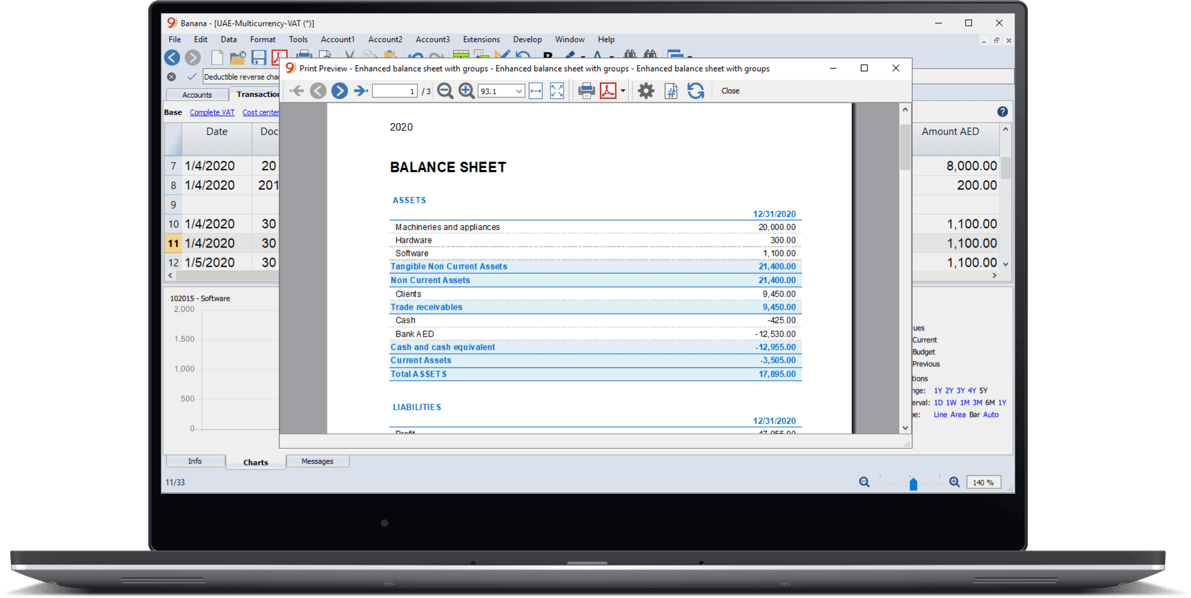 Banana - [UAE-Multicurrency-VAT (*)]
File Edit Data Format Tools Account1 Account2 Account3 Extensions Develop Window Help
Print Preview - Enhanced balance sheet with groups - Enhanced balance sheet with groups - Enhanced balance sheet with groups
Deductible reverse char
1 / 3 93.1 Close
Accounts Transaction
Base Complete VAT Cost center
Date Doc Amount AED
7 1/4/2020 20 8,000.00
8 1/4/2020 201 200.00
9
10 1/4/2020 30 1,100.00
11 1/4/2020 30 1,100.00
12 1/5/2020 30 1,100.00
2020
BALANCE SHEET
ASSETS
12/31/2020
Machineries and appliances 20,000.00
Hardware 300.00
Software 1,100.00
Tangible Non Current Assets 21,400.00
Non Current Assets 21,400.00
Clients 9,450.00
Trade receivables 9,450.00
Cash -425.00
Bank AED -12,530.00
Cash and cash equivalent -12,955.00
Current Assets -3,505.00
Total ASSETS 17,895.00
LIABILITIES
12/31/2020
102015 - Software
2,000
1,500
1,000
500
0
ues
Current
Budget
Previous
tions
nge: 1Y 2Y 3Y 4Y 5Y
erval: 1D 1W 1M 3M 6M 1Y
pe: Line Area Bar Auto
Info Charts Messages
11/33 140 %